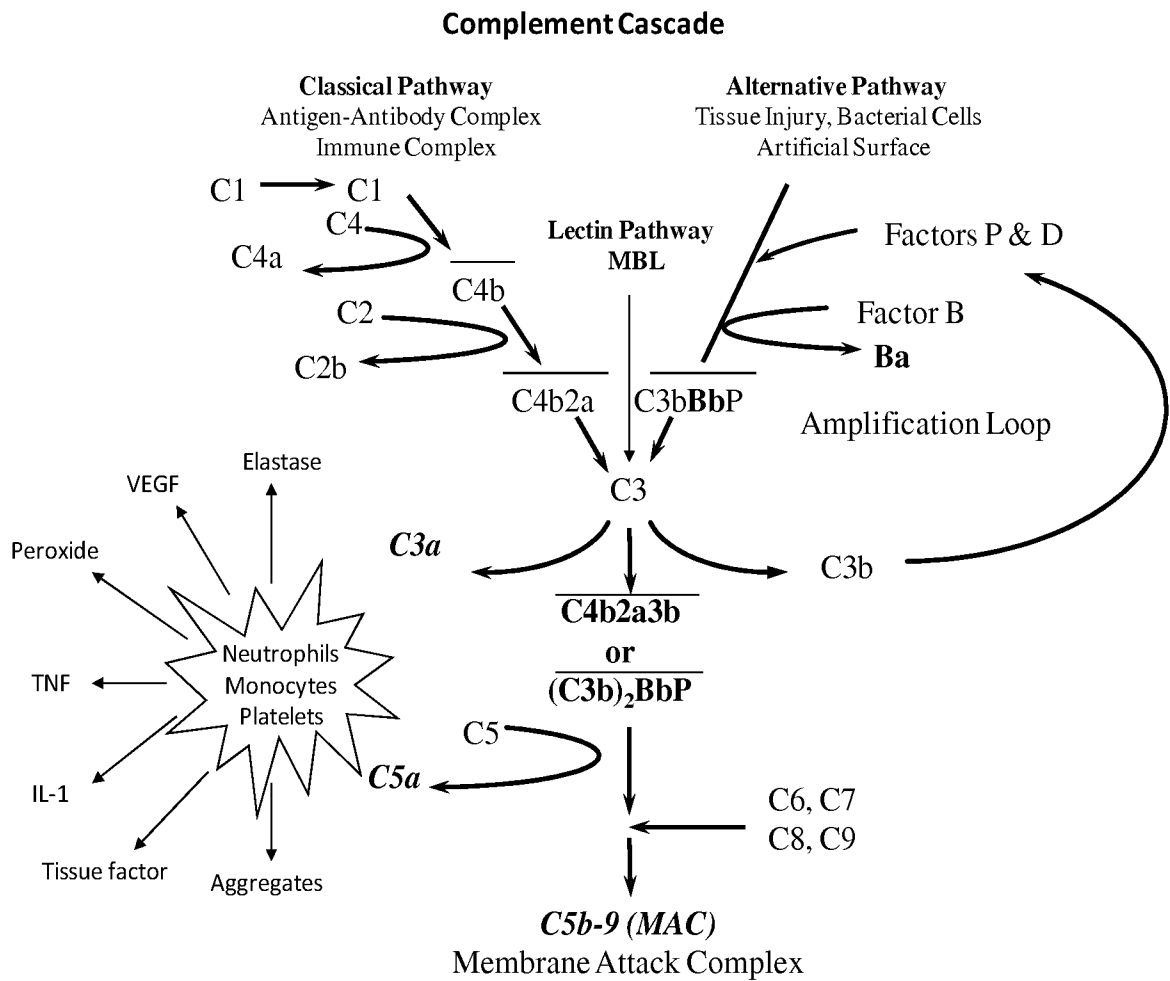 Complement Cascade
Classical Pathway
Antigen-Antibody Complex
Immune Complex
Alternative Pathway
Tissue Injury, Bacterial Cells
Artificial Surface
C1
C1
C4
C4a
C4b
C2
C2b
C4b2a
Lectin Pathway
MBL
Factors P & D
Factor B
Ba
C3bBbP
Amplification Loop
C3
C3a
C3b
C4b2a3b
or
(C3b)₂BbP
Elastase
VEGF
Peroxide
TNF
IL-1
Tissue factor
Aggregates
Neutrophils
Monocytes
Platelets
C5
C5a
C6, C7
C8, C9
C5b-9 (MAC)
Membrane Attack Complex